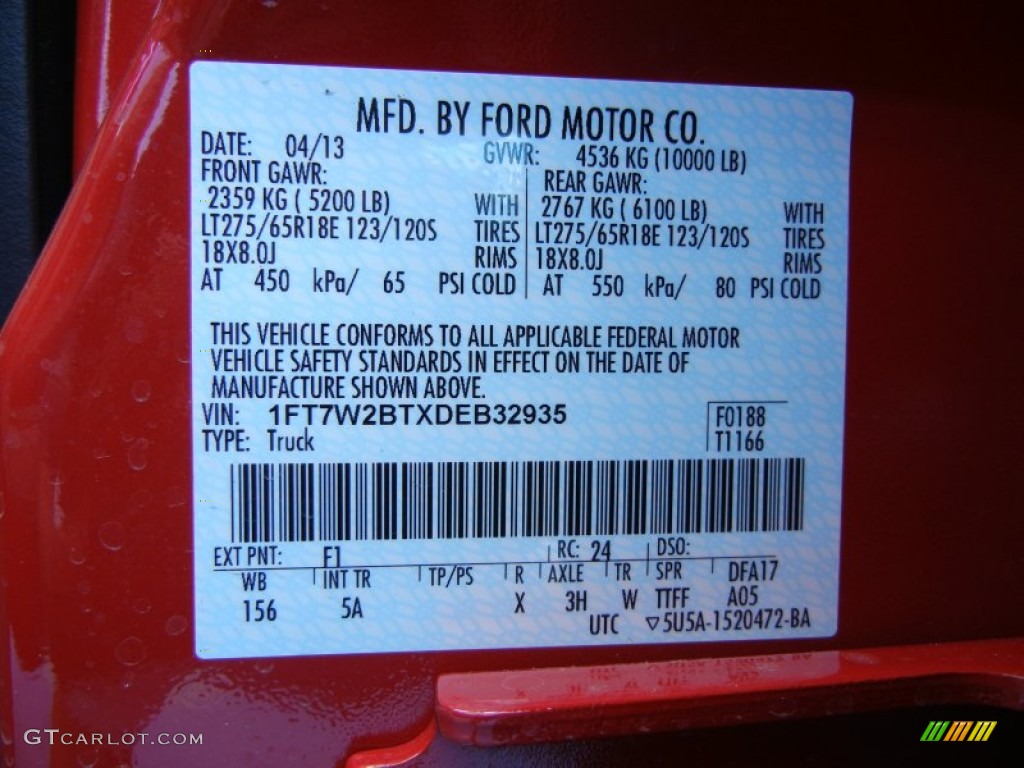 MFD. BY FORD MOTOR CO.
DATE: 04/13 GVWR: 4536 KG (10000 LB)
FRONT GAWR: REAR GAWR:
2359 KG ( 5200 LB) WITH 2767 KG ( 6100 LB) WITH
LT275/65R18E 123/120S TIRES LT275/65R18E 123/120S TIRES
18X8.0J RIMS 18X8.0J RIMS
AT 450 kPa/ 65 PSI COLD AT 550 kPa/ 80 PSI COLD
THIS VEHICLE CONFORMS TO ALL APPLICABLE FEDERAL MOTOR
VEHICLE SAFETY STANDARDS IN EFFECT ON THE DATE OF
MANUFACTURE SHOWN ABOVE.
VIN: 1FT7W2BTXDEB32935 F0188
TYPE: Truck T1166
EXT PNT: F1 RC: 24 DSO:
WB INT TR TP/PS R AXLE TR SPR DFA17
156 5A X 3H W TTFF A05
UTC ▽5U5A-1520472-BA
GTCARLOT.COM